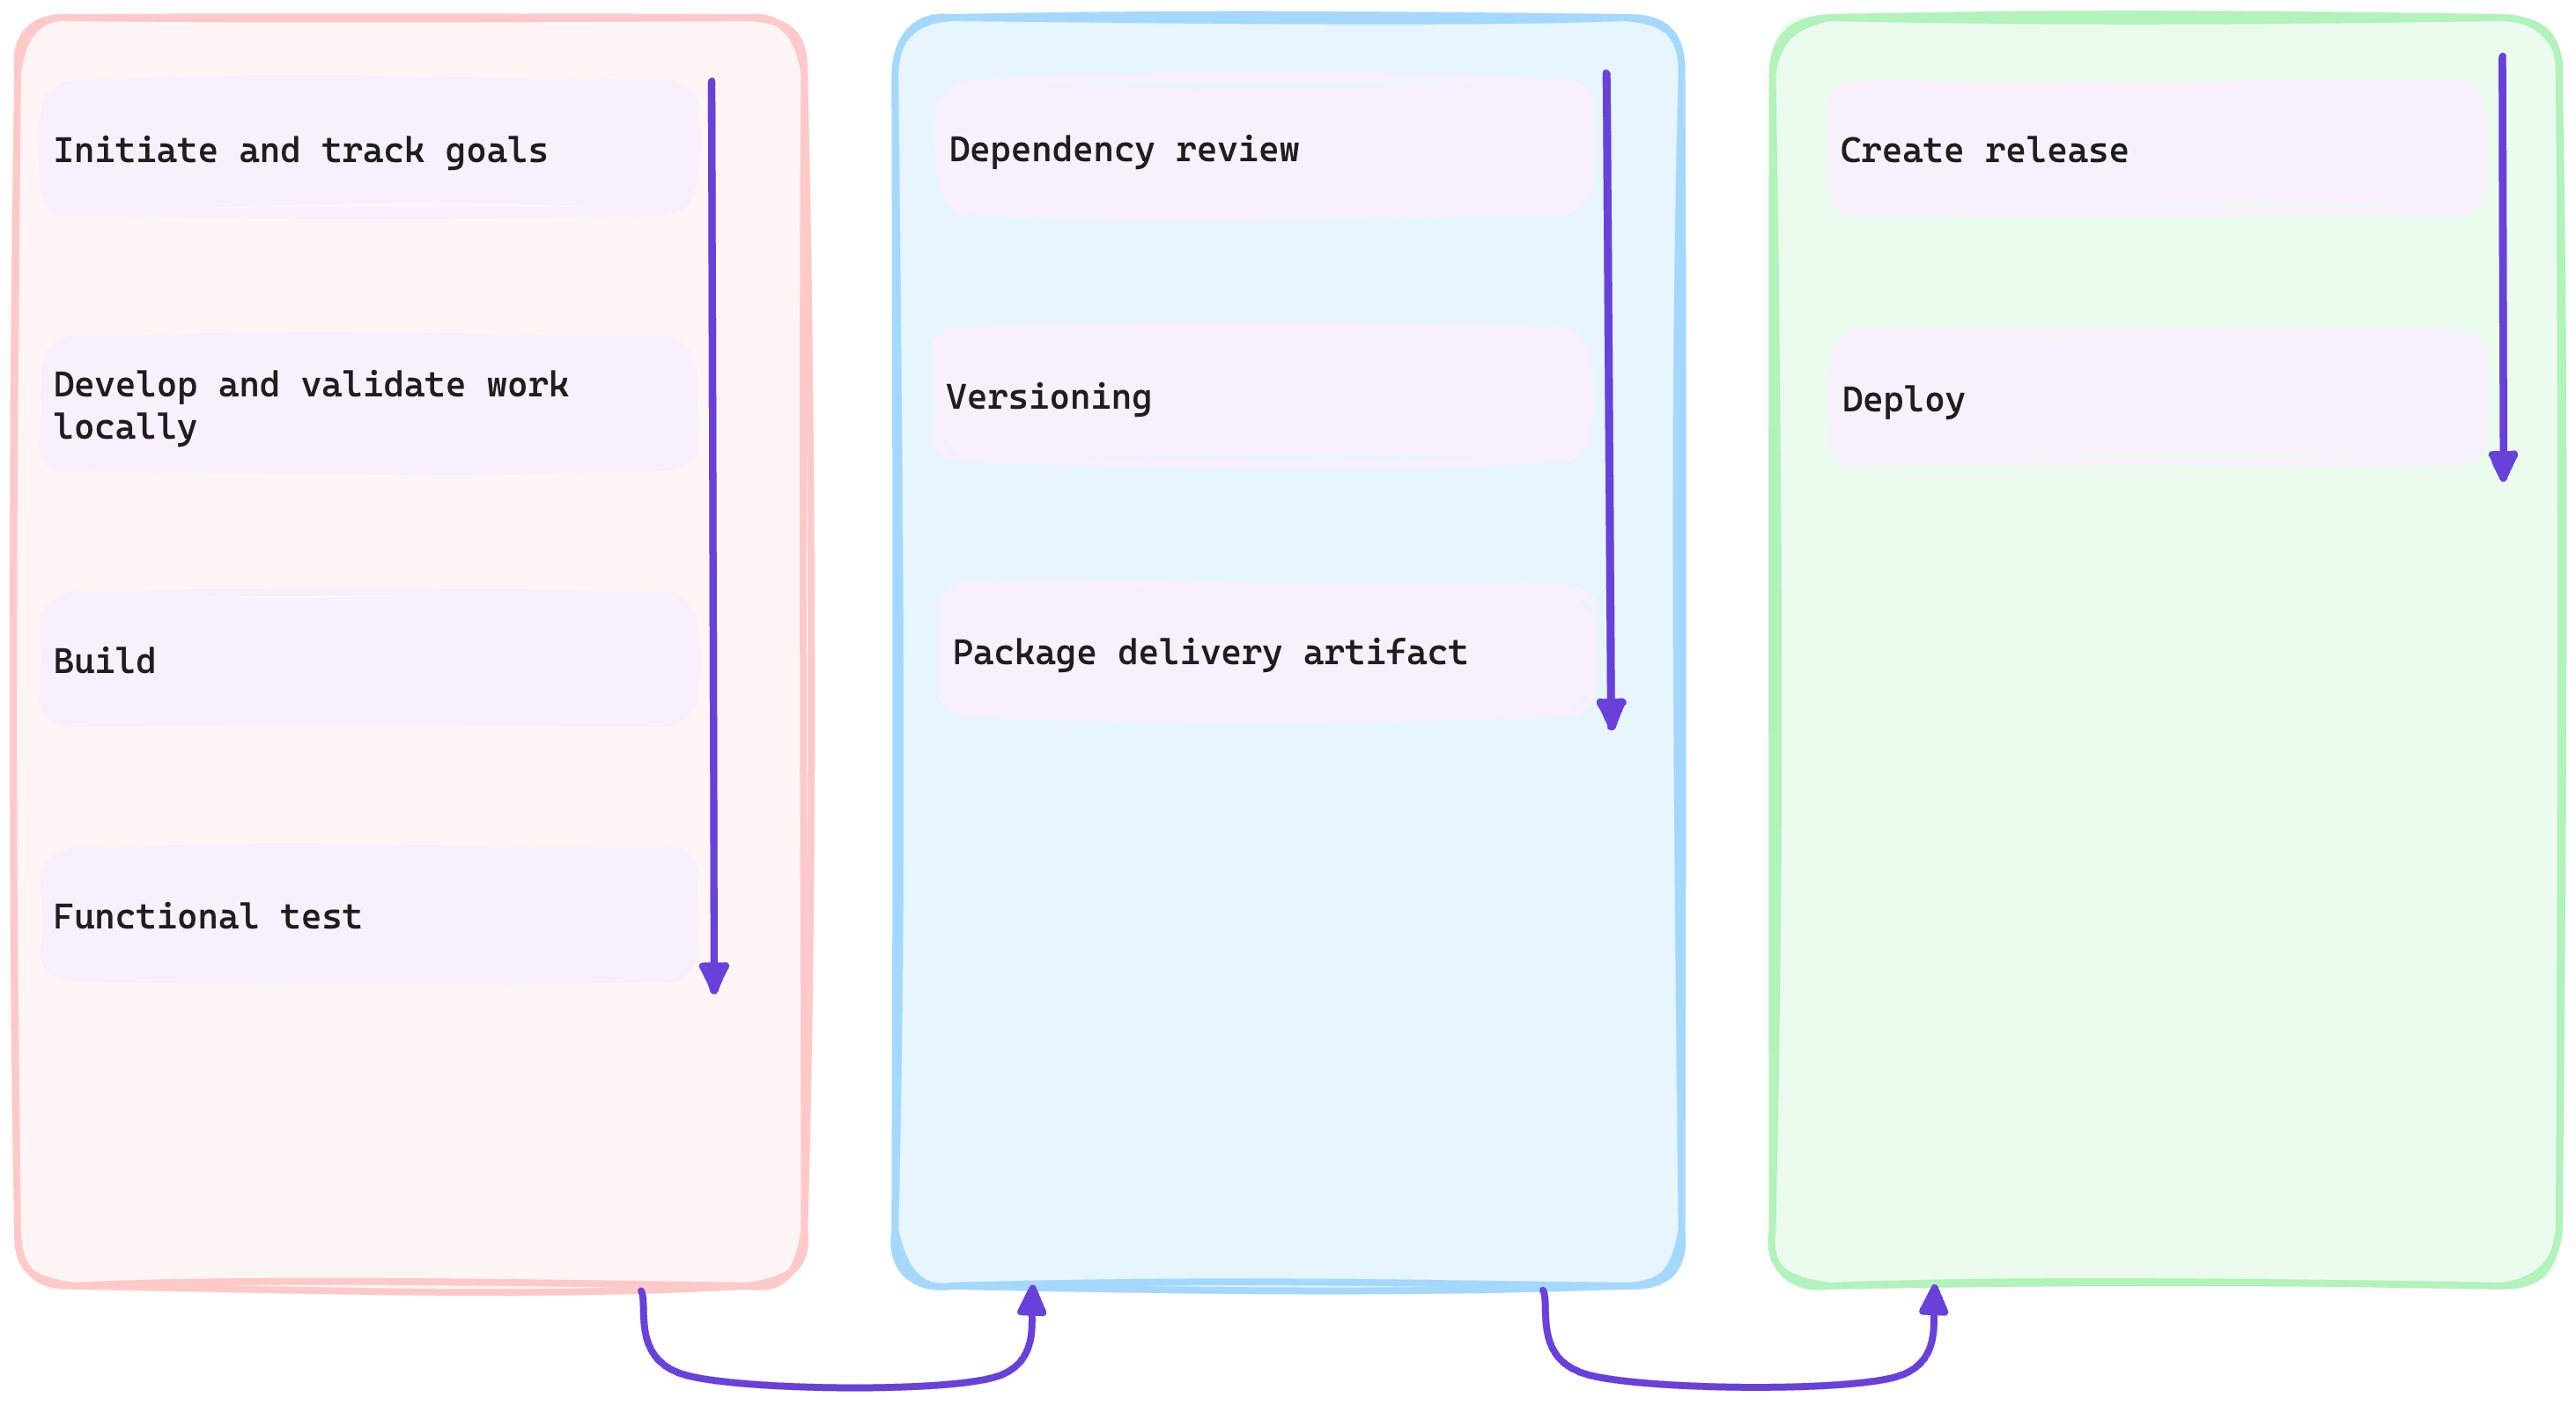 Initiate and track goals
Develop and validate work
locally
Build
Functional test
Dependency review
Versioning
Package delivery artifact
Create release
Deploy